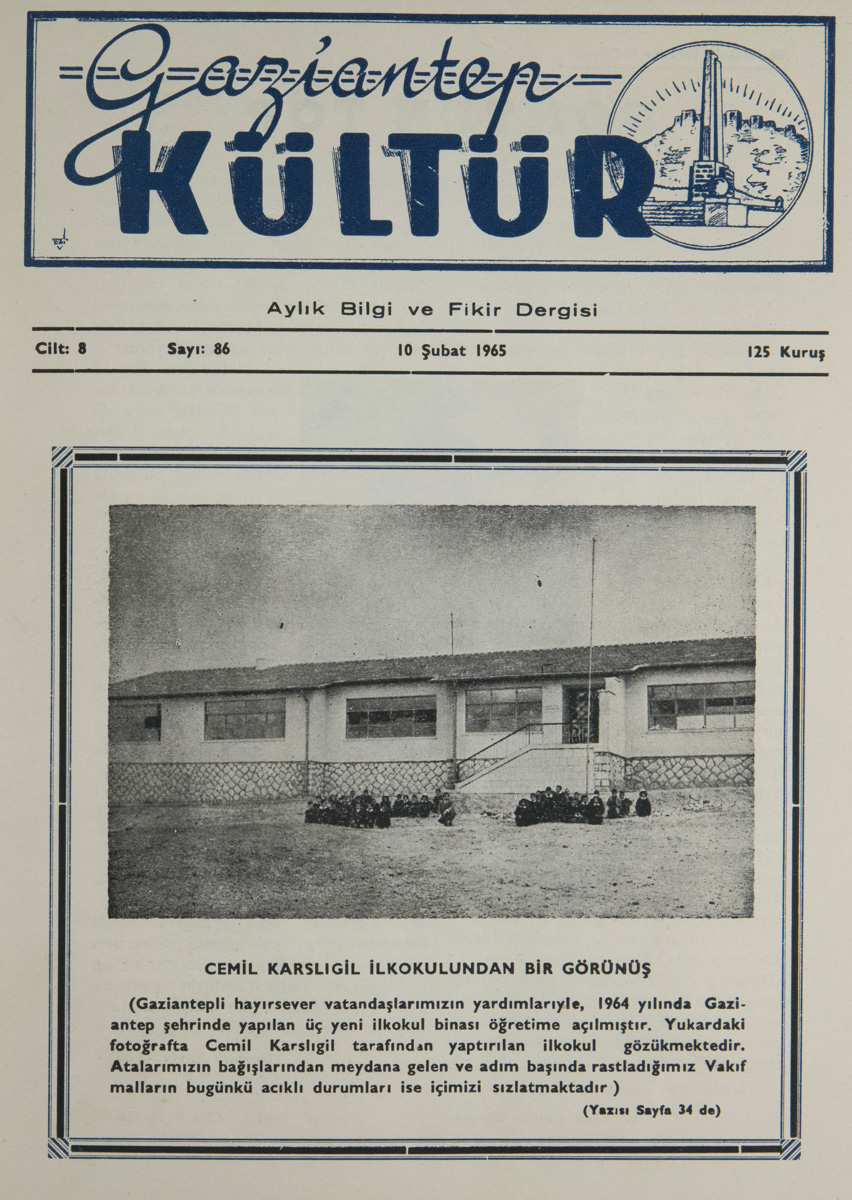 Gaziantep
KÜLTÜR
Aylık Bilgi ve Fikir Dergisi
Cilt: 8 Sayı: 86 10 Şubat 1965 125 Kuruş
CEMİL KARSLIGİL İLKOKULUNDAN BİR GÖRÜNÜŞ
(Gaziantepli hayırsever vatandaşlarımızın yardımlarıyle, 1964 yılında Gazi-
antep şehrinde yapılan üç yeni ilkokul binası öğretime açılmıştır. Yukardaki
fotoğrafta Cemil Karslıgil tarafından yaptırılan ilkokul gözükmektedir.
Atalarımızın bağışlarından meydana gelen ve adım başında rastladığımız Vakıf
malların bugünkü acıklı durumları ise içimizi sızlatmaktadır )
(Yazısı Sayfa 34 de)